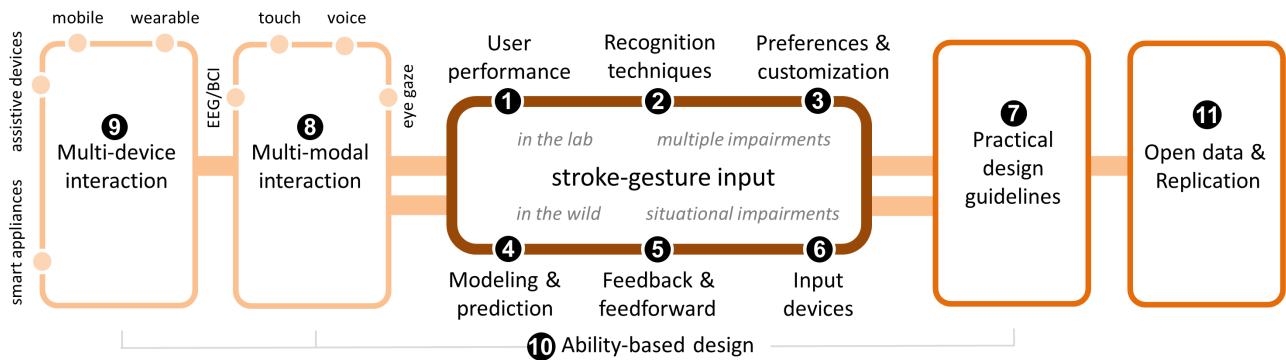 mobile
wearable
assistive devices
smart appliances
9
Multi-device
interaction
touch
voice
EEG/BCI
eye gaze
8
Multi-modal
interaction
User
performance
1
Recognition
techniques
2
Preferences &
customization
3
in the lab
multiple impairments
stroke-gesture input
in the wild
situational impairments
4
Modeling &
prediction
5
Feedback &
feedforward
6
Input
devices
7
Practical
design
guidelines
11
Open data &
Replication
10 Ability-based design